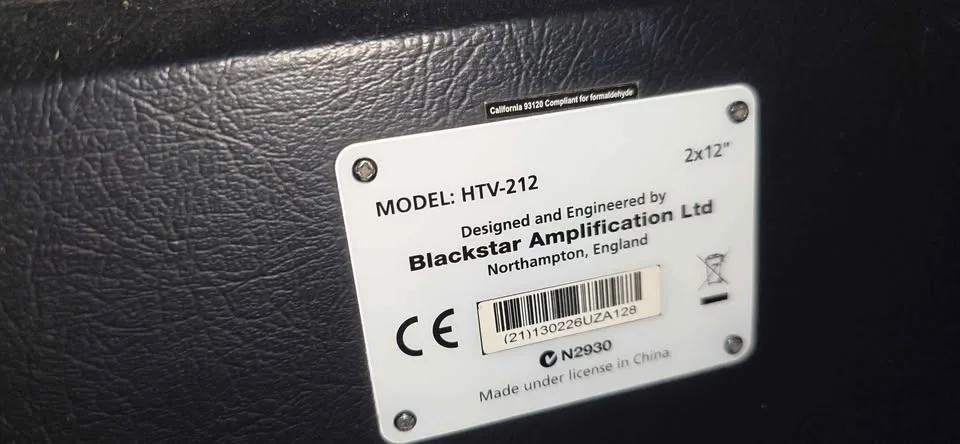 California 93120 Compliant for formaldehyde
2x12"
MODEL: HTV-212
Designed and Engineered by
Blackstar Amplification Ltd
Northampton, England
CE
(21)130226UZA128
N2930
Made under license in China